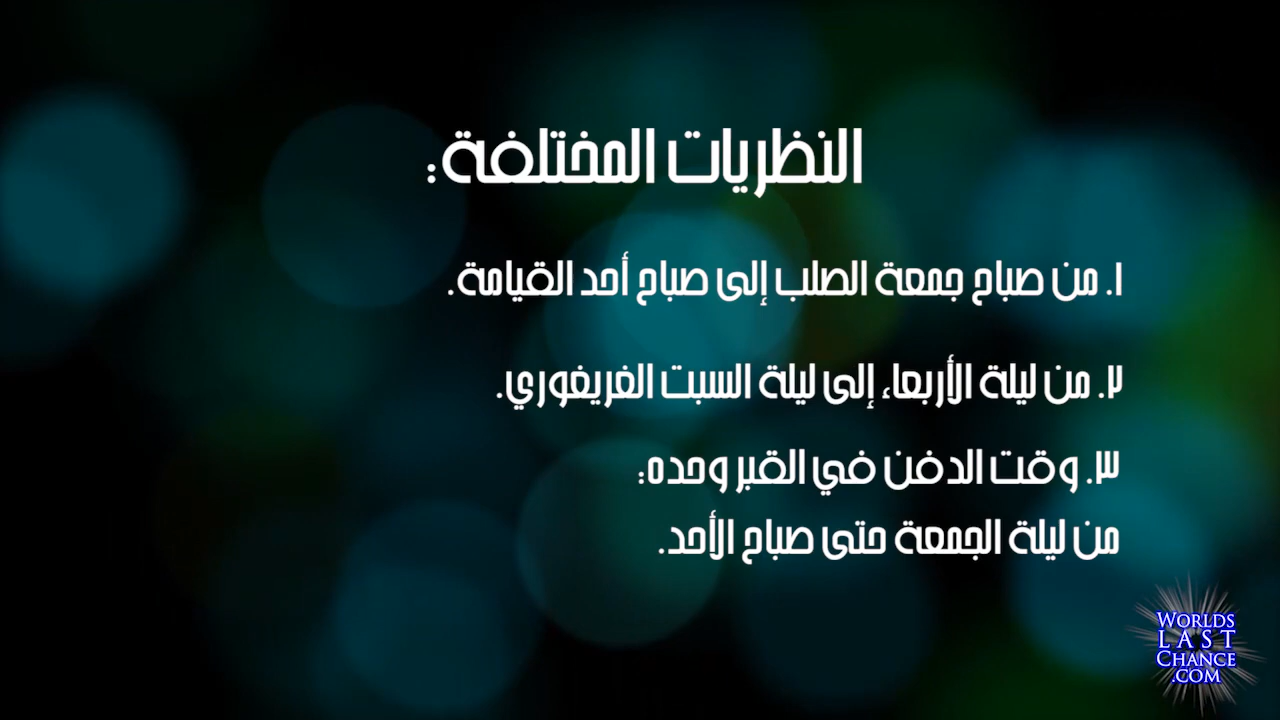 النظريات المختلفة:
١. من صباح جمعة الصلب إلى صباح أحد القيامة.
٢. من ليلة الأربعاء إلى ليلة السبت الغريغوري.
٣. وقت الدفن في القبر وحده:
من ليلة الجمعة حتى صباح الأحد.
WORLDS
LAST
CHANCE
.COM